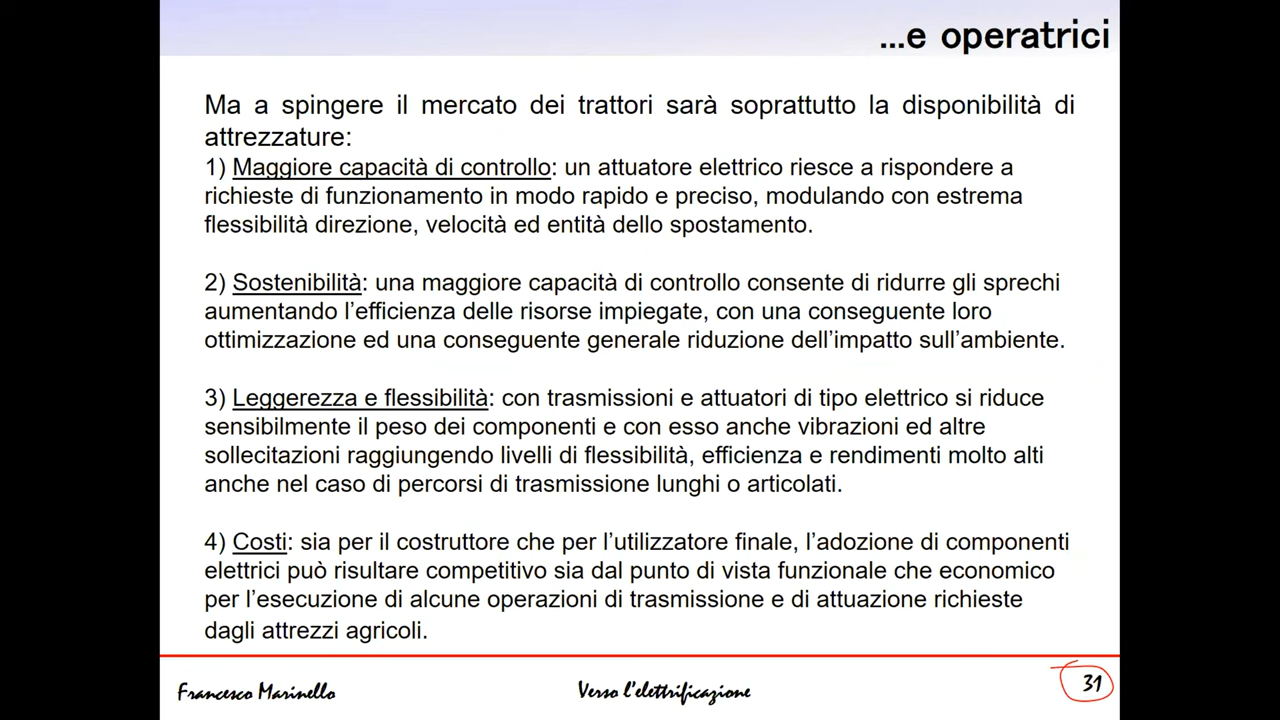 ...e operatrici
Ma a spingere il mercato dei trattori sarà soprattutto la disponibilità di
attrezzature:
1) Maggiore capacità di controllo: un attuatore elettrico riesce a rispondere a
richieste di funzionamento in modo rapido e preciso, modulando con estrema
flessibilità direzione, velocità ed entità dello spostamento.
2) Sostenibilità: una maggiore capacità di controllo consente di ridurre gli sprechi
aumentando l’efficienza delle risorse impiegate, con una conseguente loro
ottimizzazione ed una conseguente generale riduzione dell’impatto sull’ambiente.
3) Leggerezza e flessibilità: con trasmissioni e attuatori di tipo elettrico si riduce
sensibilmente il peso dei componenti e con esso anche vibrazioni ed altre
sollecitazioni raggiungendo livelli di flessibilità, efficienza e rendimenti molto alti
anche nel caso di percorsi di trasmissione lunghi o articolati.
4) Costi: sia per il costruttore che per l’utilizzatore finale, l’adozione di componenti
elettrici può risultare competitivo sia dal punto di vista funzionale che economico
per l’esecuzione di alcune operazioni di trasmissione e di attuazione richieste
dagli attrezzi agricoli.
Francesco Marinello Verso l’elettrificazione 31